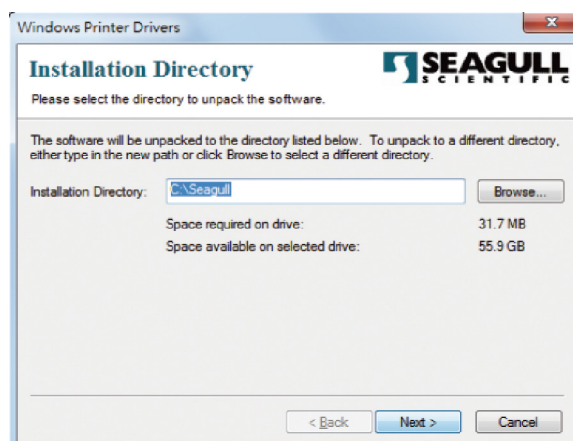 Windows Printer Drivers
Installation Directory
SEAGULL
SCIENTIFIC
Please select the directory to unpack the software.
The software will be unpacked to the directory listed below. To unpack to a different directory,
either type in the new path or click Browse to select a different directory.
Installation Directory: C:\Seagull Browse...
Space required on drive: 31.7 MB
Space available on selected drive: 55.9 GB
< Back Next > Cancel